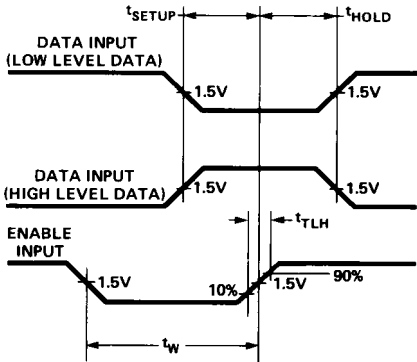 tSETUP
tHOLD
DATA INPUT
(LOW LEVEL DATA)
1.5V
1.5V
DATA INPUT
(HIGH LEVEL DATA)
1.5V
1.5V
tTLH
ENABLE
INPUT
1.5V
10%
1.5V
90%
tW